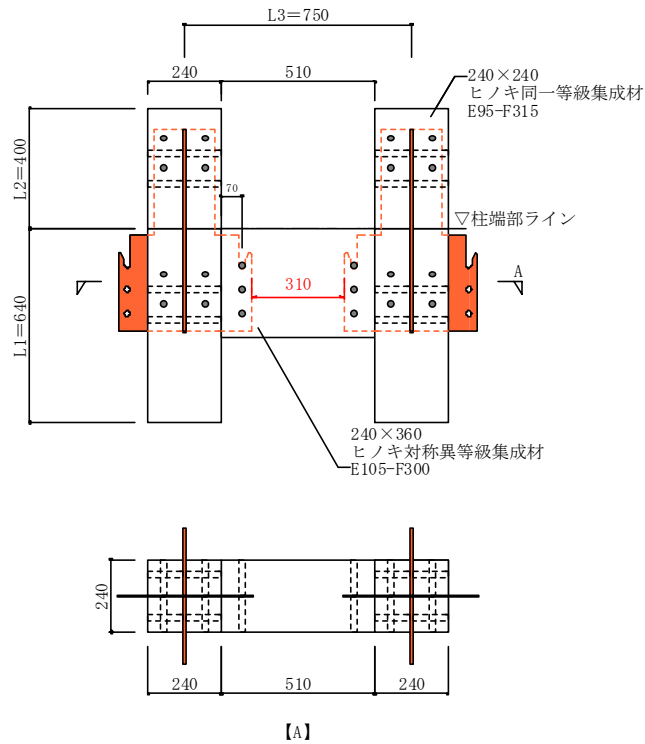 L3＝750
240
510
240×240
ヒノキ同一等級集成材
E95-F315
L2＝400
70
▽柱端部ライン
A
310
L1＝640
240×360
ヒノキ対称異等級集成材
E105-F300
240
240
510
240
【A】